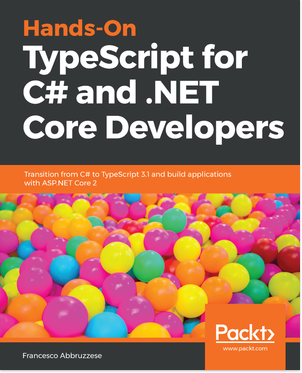 Hands-On
TypeScript for
C# and .NET
Core Developers
Transition from C# to TypeScript 3.1 and build applications
with ASP.NET Core 2
Packt>
www.packt.com
Francesco Abbruzzese